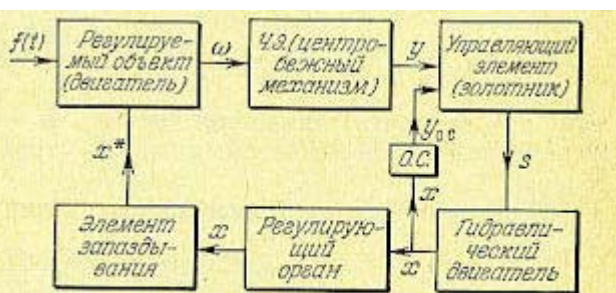 f(t)
Регулируе-
мый объект
(двигатель)
ω
Ч.Э.(центро-
бежный
механизм)
y
Управляющий
элемент
(золотник)
yос
О.С.
x*
x
s
Элемент
запазды-
вания
x
Регулирую-
щий
орган
x
Гидравли-
ческий
двигатель